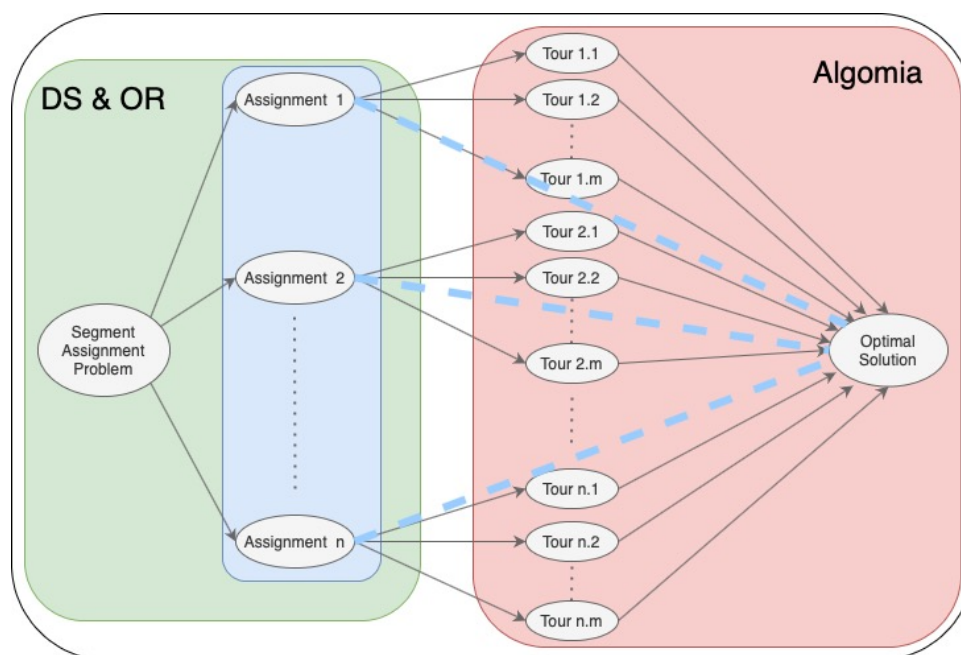 DS & OR
Algomia
Segment
Assignment
Problem
Assignment 1
Assignment 2
Assignment n
Tour 1.1
Tour 1.2
Tour 1.m
Tour 2.1
Tour 2.2
Tour 2.m
Tour n.1
Tour n.2
Tour n.m
Optimal
Solution